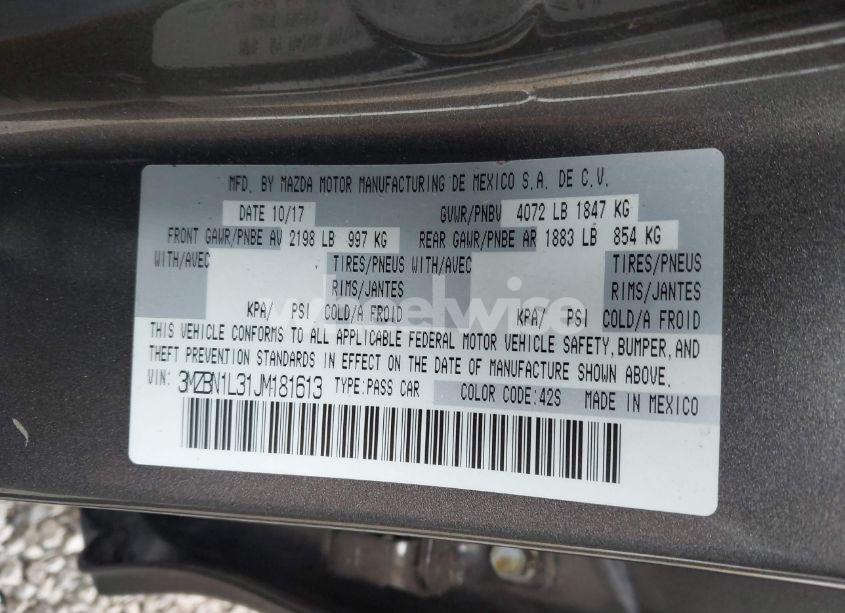 MFD. BY MAZDA MOTOR MANUFACTURING DE MEXICO S.A. DE C.V.
DATE 10/17 GVWR/PNBV 4072 LB 1847 KG
FRONT GAWR/PNBE AV 2198 LB 997 KG REAR GAWR/PNBE AR 1883 LB 854 KG
WITH/AVEC TIRES/PNEUS WITH/AVEC TIRES/PNEUS
RIMS/JANTES RIMS/JANTES
KPA/ PSI COLD/A FROID KPA/ PSI COLD/A FROID
wheelwise
THIS VEHICLE CONFORMS TO ALL APPLICABLE FEDERAL MOTOR VEHICLE SAFETY, BUMPER, AND
THEFT PREVENTION STANDARDS IN EFFECT ON THE DATE OF MANUFACTURE SHOWN ABOVE.
VIN: 3MZBN1L31JM181613 TYPE:PASS CAR COLOR CODE:42S MADE IN MEXICO